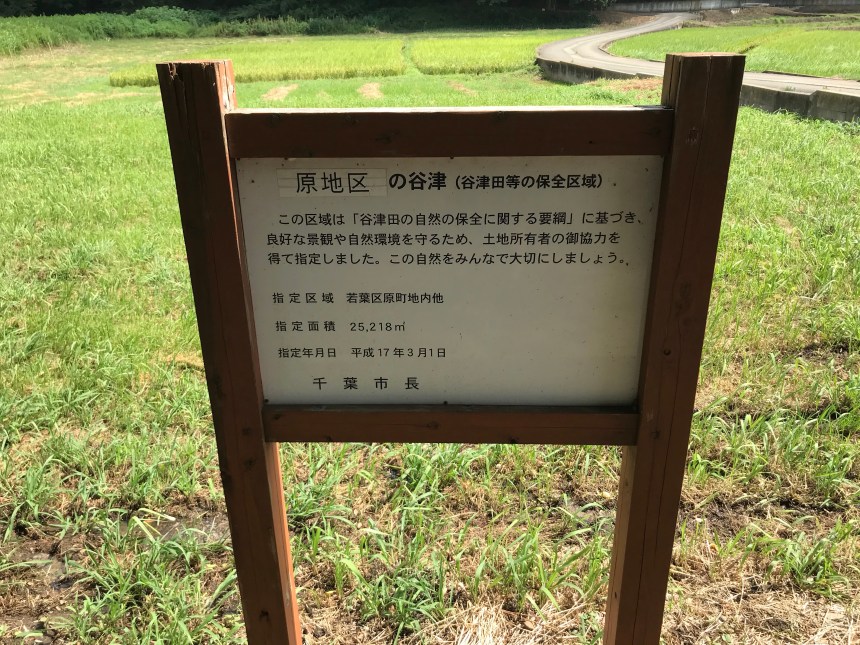 原地区 の谷津（谷津田等の保全区域）
この区域は「谷津田の自然の保全に関する要綱」に基づき、
良好な景観や自然環境を守るため、土地所有者の御協力を
得て指定しました。この自然をみんなで大切にしましょう。
指定区域　若葉区原町地内他
指定面積　25,218㎡
指定年月日　平成17年3月1日
千葉市長